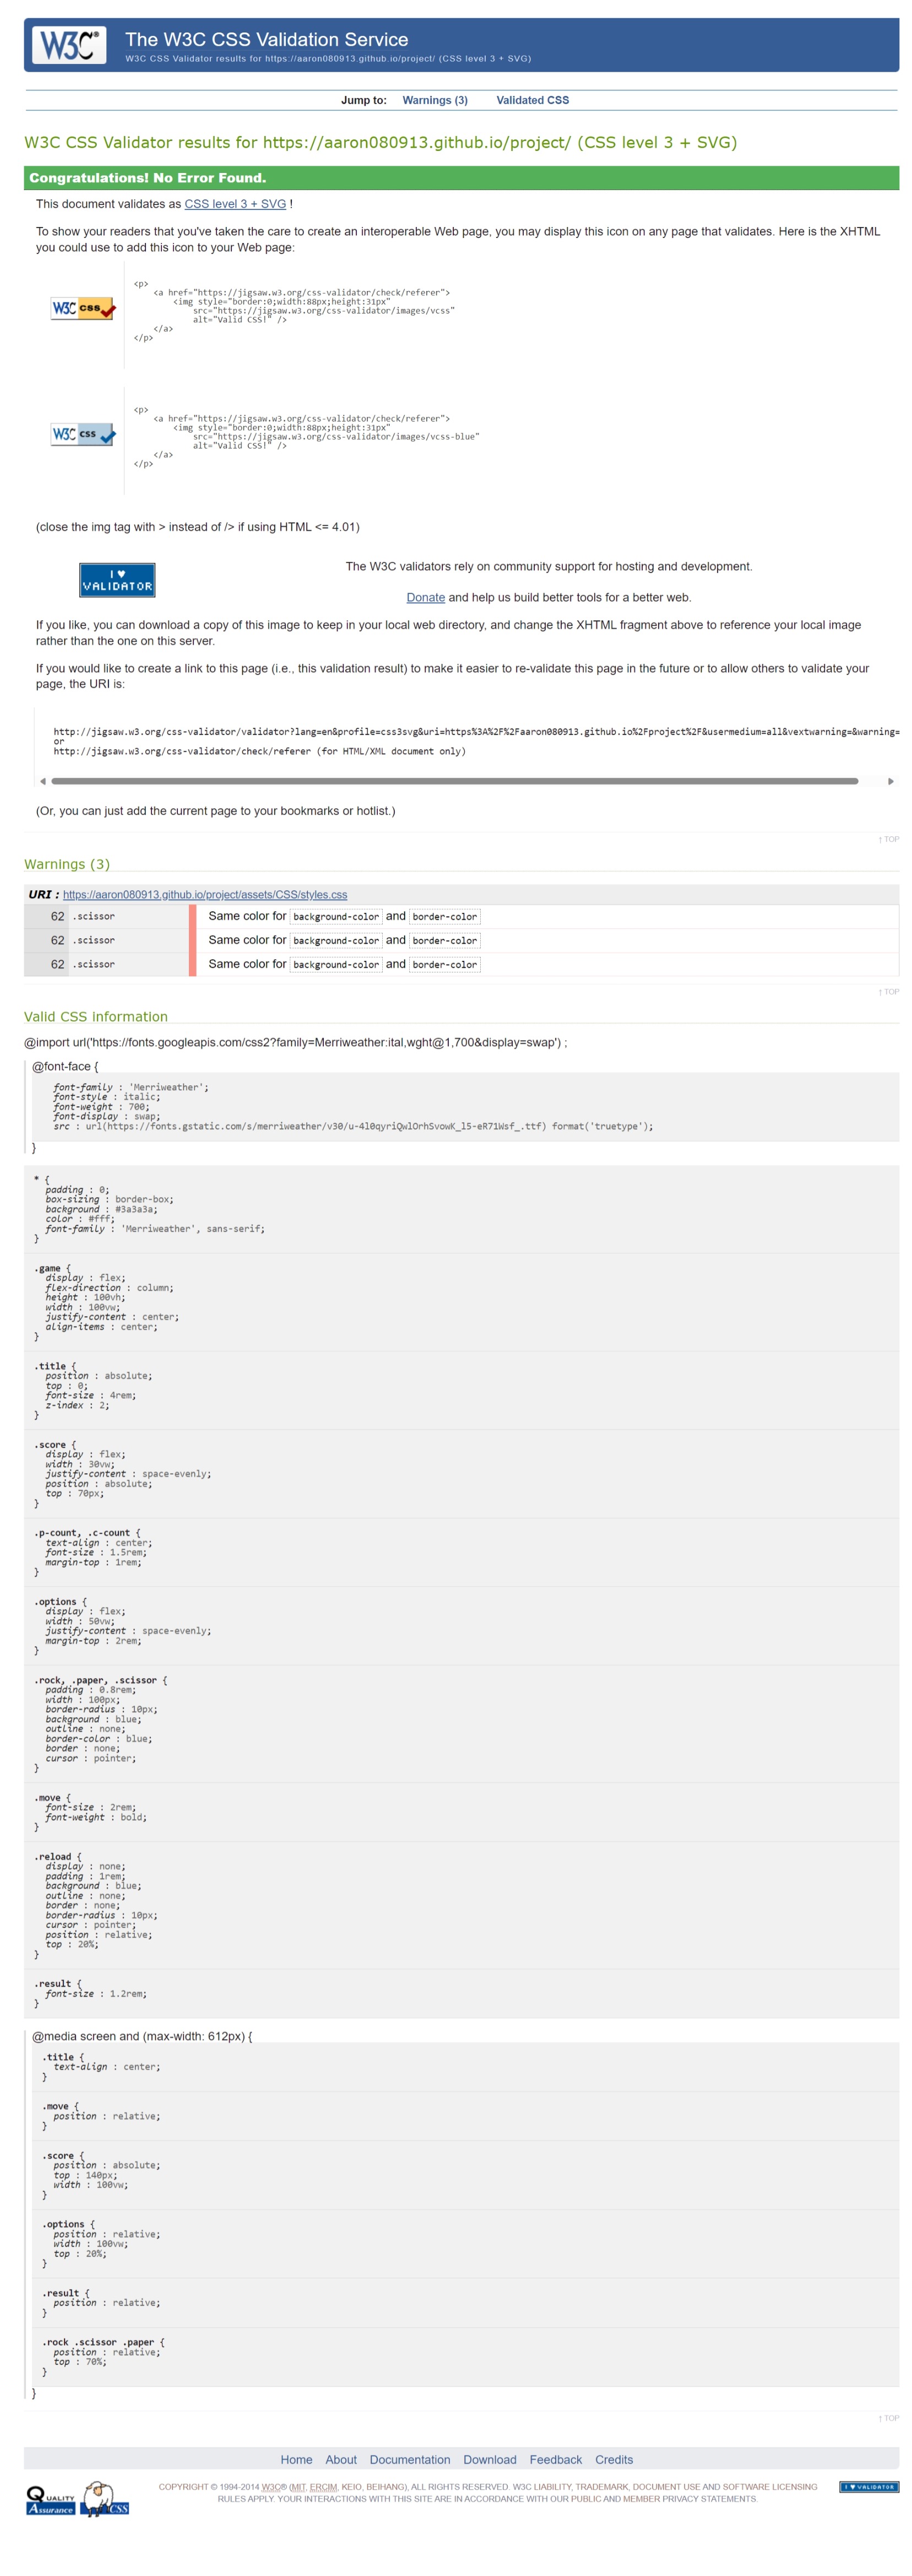 W3C®
The W3C CSS Validation Service
W3C CSS Validator results for https://aaron080913.github.io/project/ (CSS level 3 + SVG)
Jump to: Warnings (3) Validated CSS
W3C CSS Validator results for https://aaron080913.github.io/project/ (CSS level 3 + SVG)
Congratulations! No Error Found.
This document validates as CSS level 3 + SVG !
To show your readers that you've taken the care to create an interoperable Web page, you may display this icon on any page that validates. Here is the XHTML
you could use to add this icon to your Web page:
W3C css
<p>
<a href="https://jigsaw.w3.org/css-validator/check/referer">
<img style="border:0;width:88px;height:31px"
src="https://jigsaw.w3.org/css-validator/images/vcss"
alt="Valid CSS!" />
</a>
</p>
W3C css
<p>
<a href="https://jigsaw.w3.org/css-validator/check/referer">
<img style="border:0;width:88px;height:31px"
src="https://jigsaw.w3.org/css-validator/images/vcss-blue"
alt="Valid CSS!" />
</a>
</p>
(close the img tag with > instead of /> if using HTML <= 4.01)
I ♥
VALIDATOR
The W3C validators rely on community support for hosting and development.
Donate and help us build better tools for a better web.
If you like, you can download a copy of this image to keep in your local web directory, and change the XHTML fragment above to reference your local image
rather than the one on this server.
If you would like to create a link to this page (i.e., this validation result) to make it easier to re-validate this page in the future or to allow others to validate your
page, the URI is:
http://jigsaw.w3.org/css-validator/validator?lang=en&profile=css3svg&uri=https%3A%2F%2Faaron080913.github.io%2Fproject%2F&usermedium=all&vextwarning=&warning=
or
http://jigsaw.w3.org/css-validator/check/referer (for HTML/XML document only)
(Or, you can just add the current page to your bookmarks or hotlist.)
↑ TOP
Warnings (3)
URI : https://aaron080913.github.io/project/assets/CSS/styles.css
62 .scissor Same color for background-color and border-color
62 .scissor Same color for background-color and border-color
62 .scissor Same color for background-color and border-color
↑ TOP
Valid CSS information
@import url('https://fonts.googleapis.com/css2?family=Merriweather:ital,wght@1,700&display=swap') ;
@font-face {
font-family : 'Merriweather';
font-style : italic;
font-weight : 700;
font-display : swap;
src : url(https://fonts.gstatic.com/s/merriweather/v30/u-4l0qyriQwlOrhSvowK_l5-eR71Wsf_.ttf) format('truetype');
}
* {
padding : 0;
box-sizing : border-box;
background : #3a3a3a;
color : #fff;
font-family : 'Merriweather', sans-serif;
}
.game {
display : flex;
flex-direction : column;
height : 100vh;
width : 100vw;
justify-content : center;
align-items : center;
}
.title {
position : absolute;
top : 0;
font-size : 4rem;
z-index : 2;
}
.score {
display : flex;
width : 30vw;
justify-content : space-evenly;
position : absolute;
top : 70px;
}
.p-count, .c-count {
text-align : center;
font-size : 1.5rem;
margin-top : 1rem;
}
.options {
display : flex;
width : 50vw;
justify-content : space-evenly;
margin-top : 2rem;
}
.rock, .paper, .scissor {
padding : 0.8rem;
width : 100px;
border-radius : 10px;
background : blue;
outline : none;
border-color : blue;
border : none;
cursor : pointer;
}
.move {
font-size : 2rem;
font-weight : bold;
}
.reload {
display : none;
padding : 1rem;
background : blue;
outline : none;
border : none;
border-radius : 10px;
cursor : pointer;
position : relative;
top : 20%;
}
.result {
font-size : 1.2rem;
}
@media screen and (max-width: 612px) {
.title {
text-align : center;
}
.move {
position : relative;
}
.score {
position : absolute;
top : 140px;
width : 100vw;
}
.options {
position : relative;
width : 100vw;
top : 20%;
}
.result {
position : relative;
}
.rock .scissor .paper {
position : relative;
top : 70%;
}
}
↑ TOP
Home About Documentation Download Feedback Credits
QUALITY
Assurance
CSS
COPYRIGHT © 1994-2014 W3C® (MIT, ERCIM, KEIO, BEIHANG), ALL RIGHTS RESERVED. W3C LIABILITY, TRADEMARK, DOCUMENT USE AND SOFTWARE LICENSING
RULES APPLY. YOUR INTERACTIONS WITH THIS SITE ARE IN ACCORDANCE WITH OUR PUBLIC AND MEMBER PRIVACY STATEMENTS.
I ♥ VALIDATOR